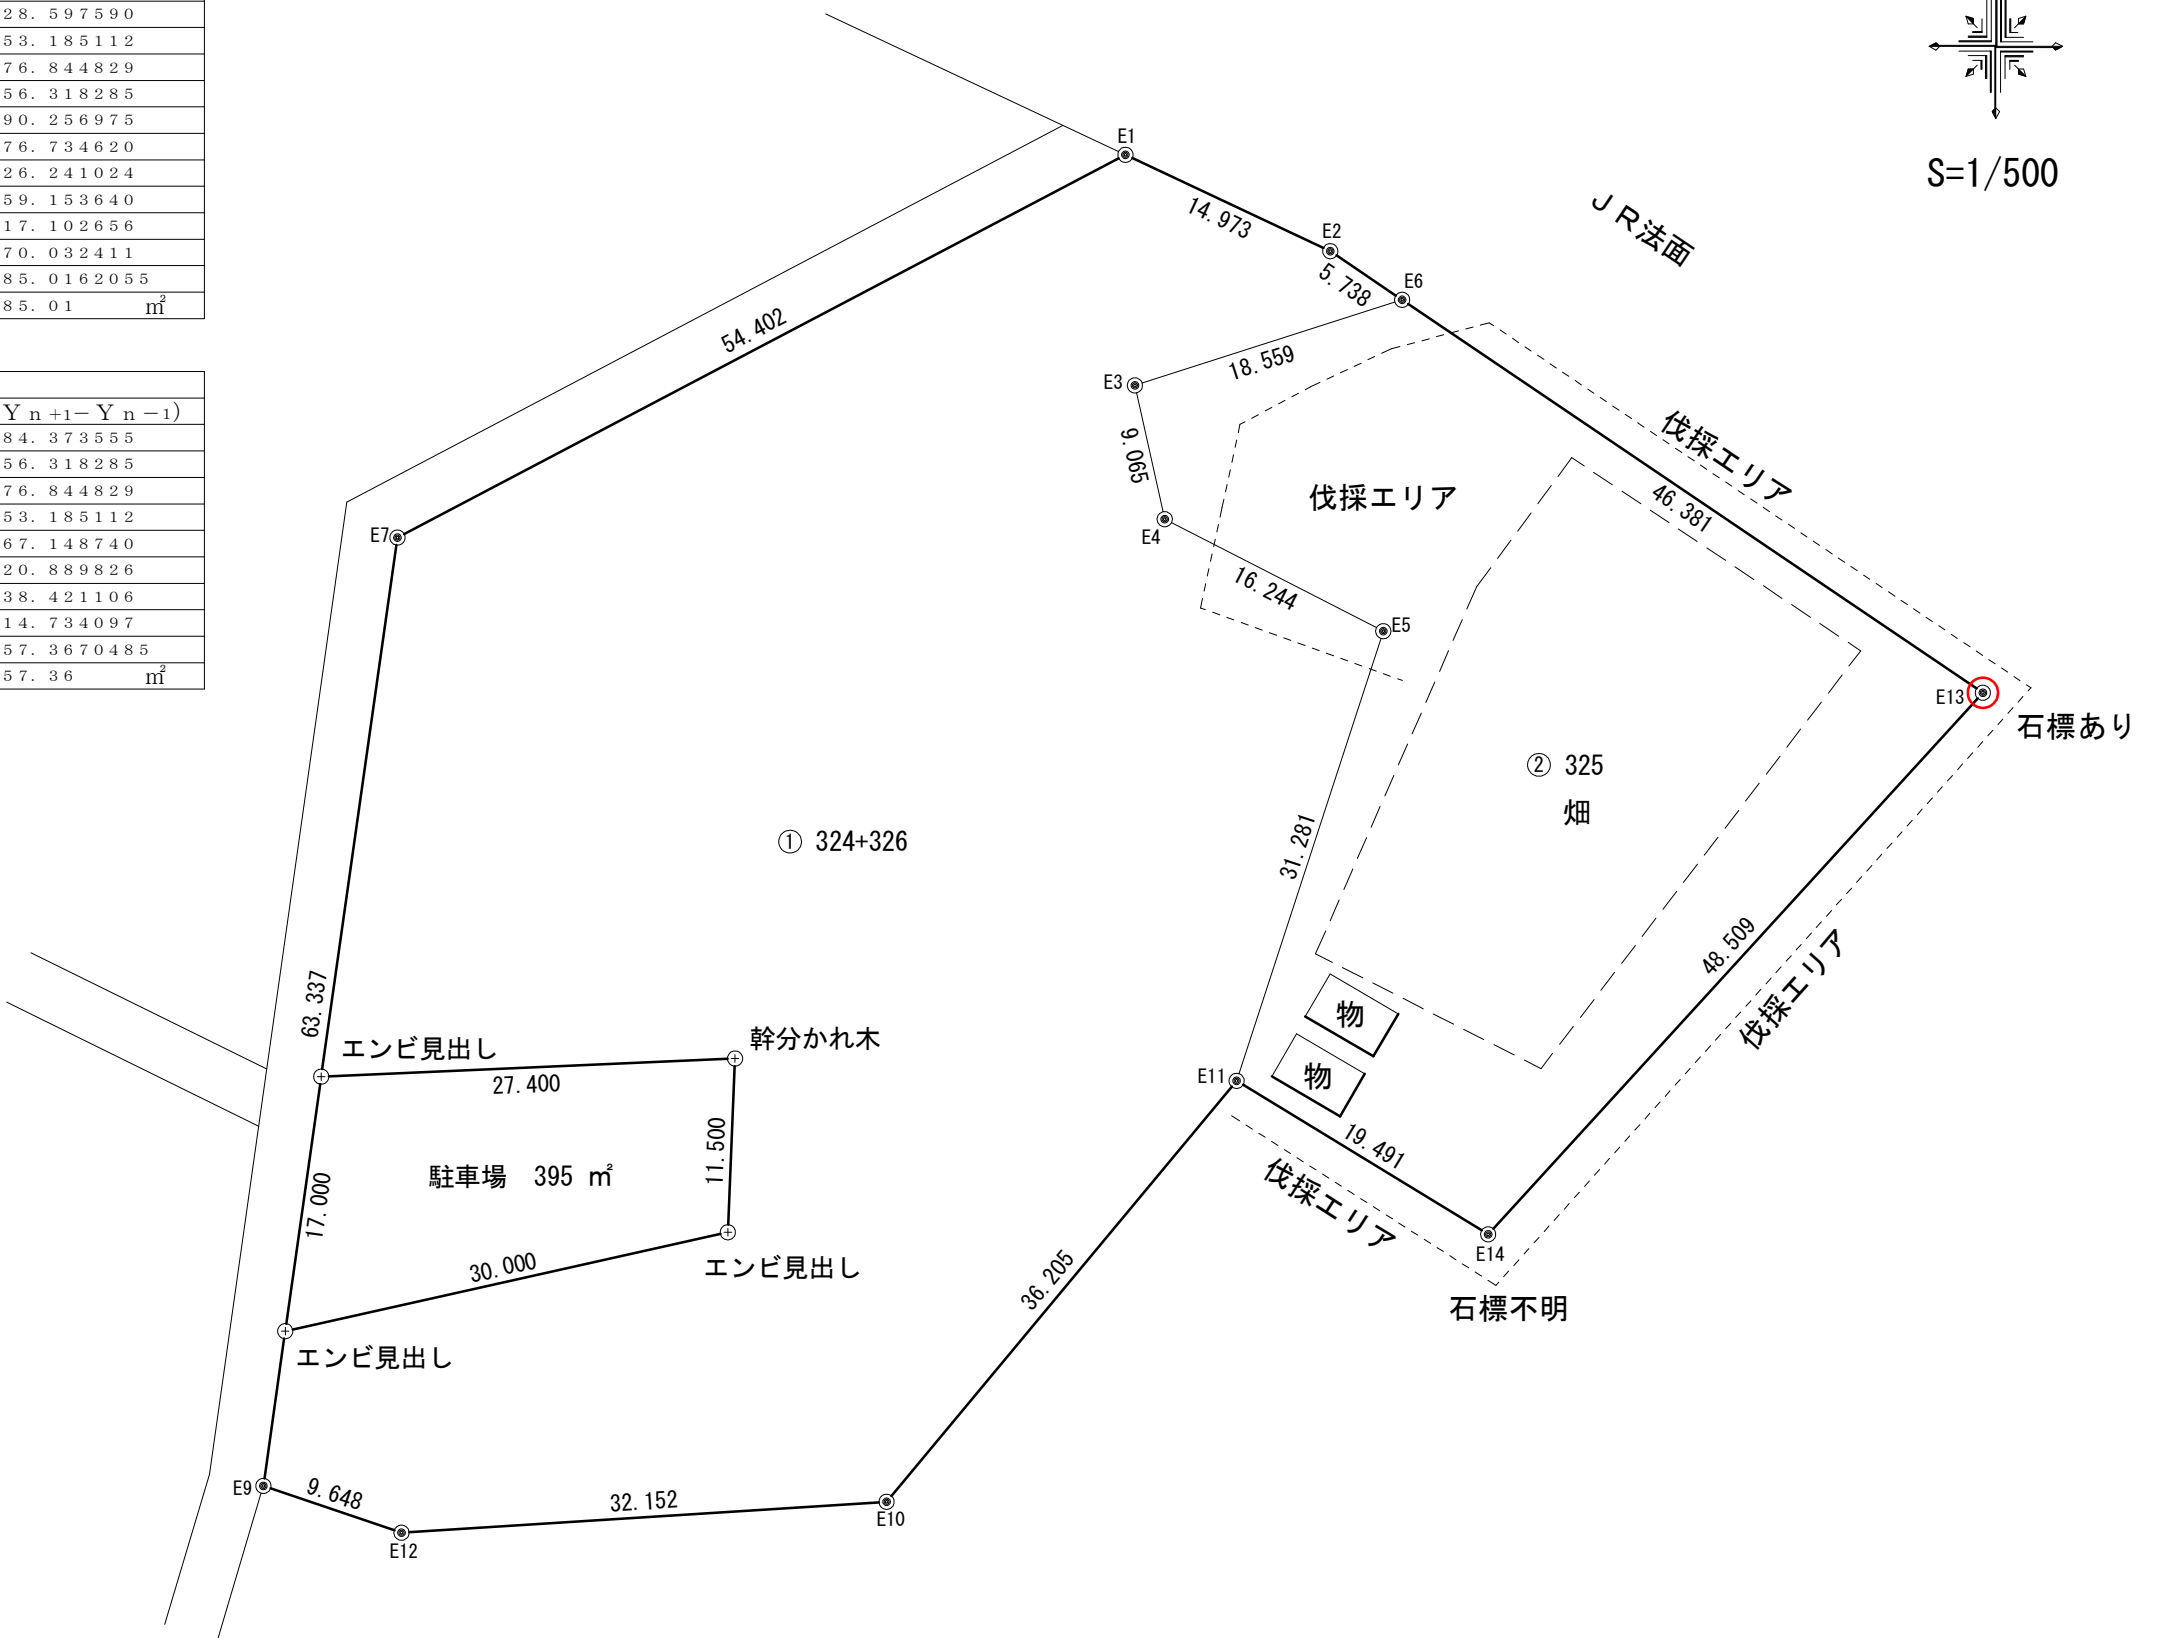 28. 597590
53. 185112
76. 844829
56. 318285
90. 256975
76. 734620
26. 241024
59. 153640
17. 102656
70. 032411
85. 0162055
85. 01 ㎡
Ｙn+1−Ｙn−1)
84. 373555
56. 318285
76. 844829
53. 185112
67. 148740
20. 889826
38. 421106
14. 734097
57. 3670485
57. 36 ㎡
S=1/500
ＪＲ法面
E1
14.973
E2
5.738
E6
54.402
18.559
E3
9.065
E4
伐採エリア
伐採エリア
46.381
E7
16.244
E5
E13
石標あり
② 325
畑
① 324+326
31.281
48.509
伐採エリア
63.337
エンビ見出し
幹分かれ木
27.400
物
物
E11
11.500
19.491
駐車場 395 ㎡
17.000
伐採エリア
E14
石標不明
30.000
エンビ見出し
エンビ見出し
36.205
E9
9.648
32.152
E10
E12